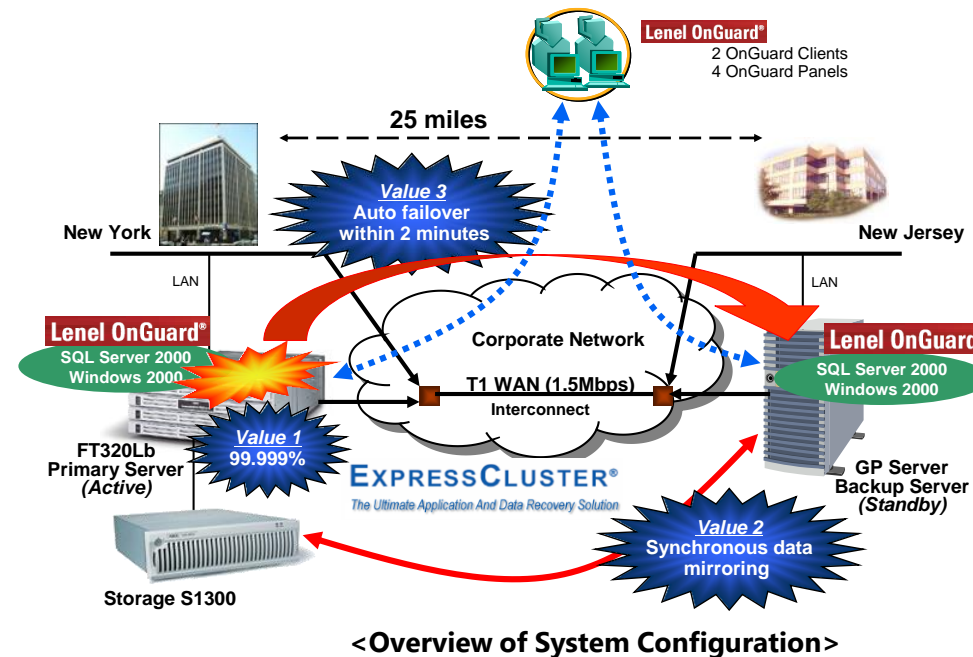 Lenel OnGuard®
2 OnGuard Clients
4 OnGuard Panels
25 miles
Value 3
Auto failover
within 2 minutes
New York
New Jersey
LAN
LAN
Lenel OnGuard®
SQL Server 2000
Windows 2000
Corporate Network
Lenel OnGuard
SQL Server 2000
Windows 2000
T1 WAN (1.5Mbps)
Interconnect
Value 1
99.999%
FT320Lb
Primary Server
(Active)
EXPRESSCLUSTER®
The Ultimate Application And Data Recovery Solution
GP Server
Backup Server
(Standby)
Value 2
Synchronous data
mirroring
Storage S1300
<Overview of System Configuration>